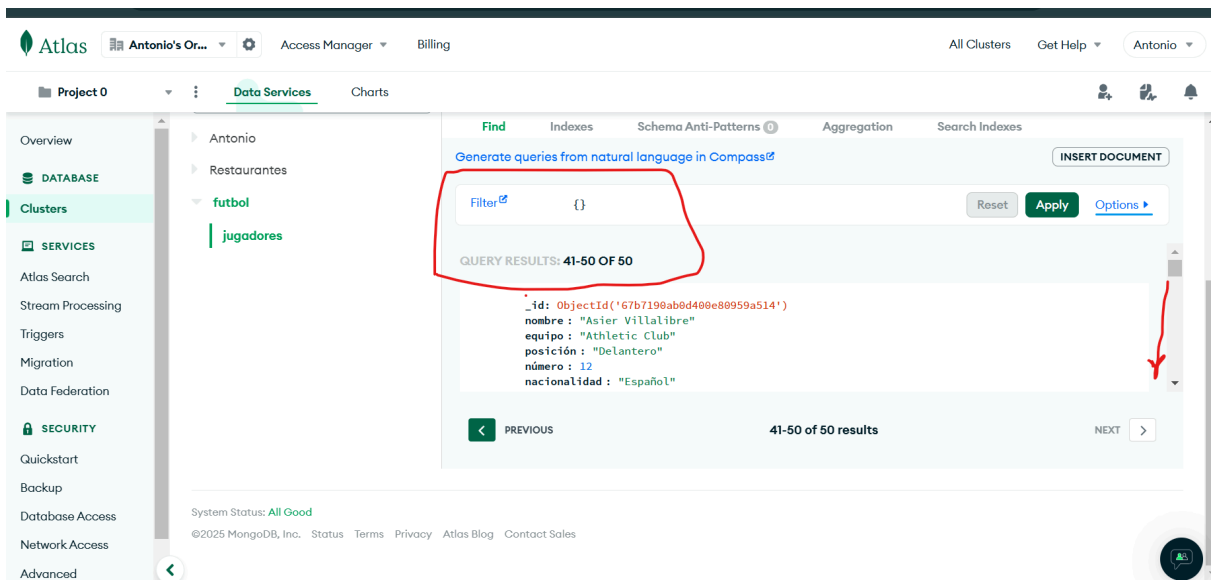 Atlas
Antonio's Or...
Access Manager
Billing
All Clusters
Get Help
Antonio
Project 0
Data Services
Charts
Overview
DATABASE
Clusters
SERVICES
Atlas Search
Stream Processing
Triggers
Migration
Data Federation
SECURITY
Quickstart
Backup
Database Access
Network Access
Advanced
Antonio
Restaurantes
futbol
jugadores
Find
Indexes
Schema Anti-Patterns 0
Aggregation
Search Indexes
Generate queries from natural language in Compass
INSERT DOCUMENT
Filter
{}
Reset
Apply
Options
QUERY RESULTS: 41-50 OF 50
_id: ObjectId('67b7190ab0d400e80959a514')
nombre : "Asier Villalibre"
equipo : "Athletic Club"
posición : "Delantero"
número : 12
nacionalidad : "Español"
PREVIOUS
41-50 of 50 results
NEXT
System Status: All Good
©2025 MongoDB, Inc. Status Terms Privacy Atlas Blog Contact Sales